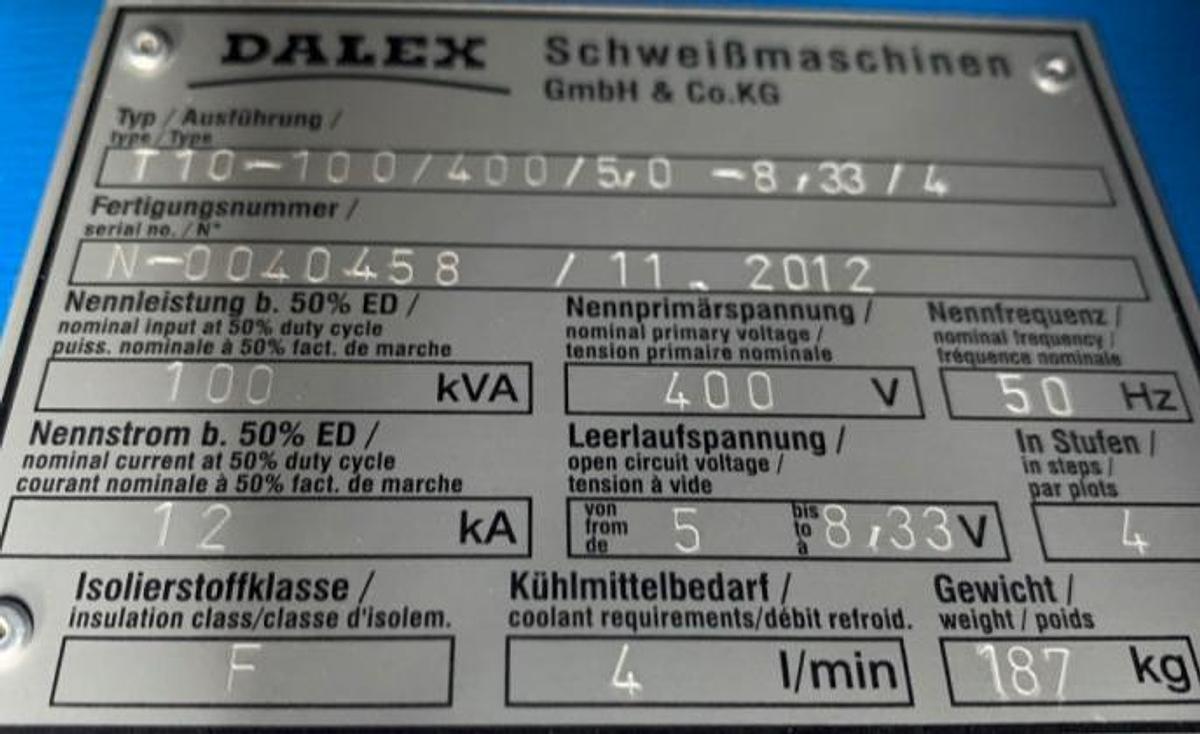 DALEX Schweißmaschinen
GmbH & Co.KG
Typ / Ausführung /
type / Type
T10-100/400/5,0 -8,33/4
Fertigungsnummer /
serial no. / N°
N-0040458 / 11. 2012
Nennleistung b. 50% ED / Nennprimärspannung / Nennfrequenz /
nominal input at 50% duty cycle nominal primary voltage / nominal frequency /
puiss. nominale à 50% fact. de marche tension primaire nominale fréquence nominale
100 kVA 400 V 50 Hz
Nennstrom b. 50% ED / Leerlaufspannung / In Stufen /
nominal current at 50% duty cycle open circuit voltage / in steps /
courant nominale à 50% fact. de marche tension à vide par plots
12 kA von from de 5 bis to à 8,33 V 4
Isolierstoffklasse / Kühlmittelbedarf / Gewicht /
insulation class/classe d'isolem. coolant requirements/débit refroid. weight / poids
F 4 l/min 187 kg